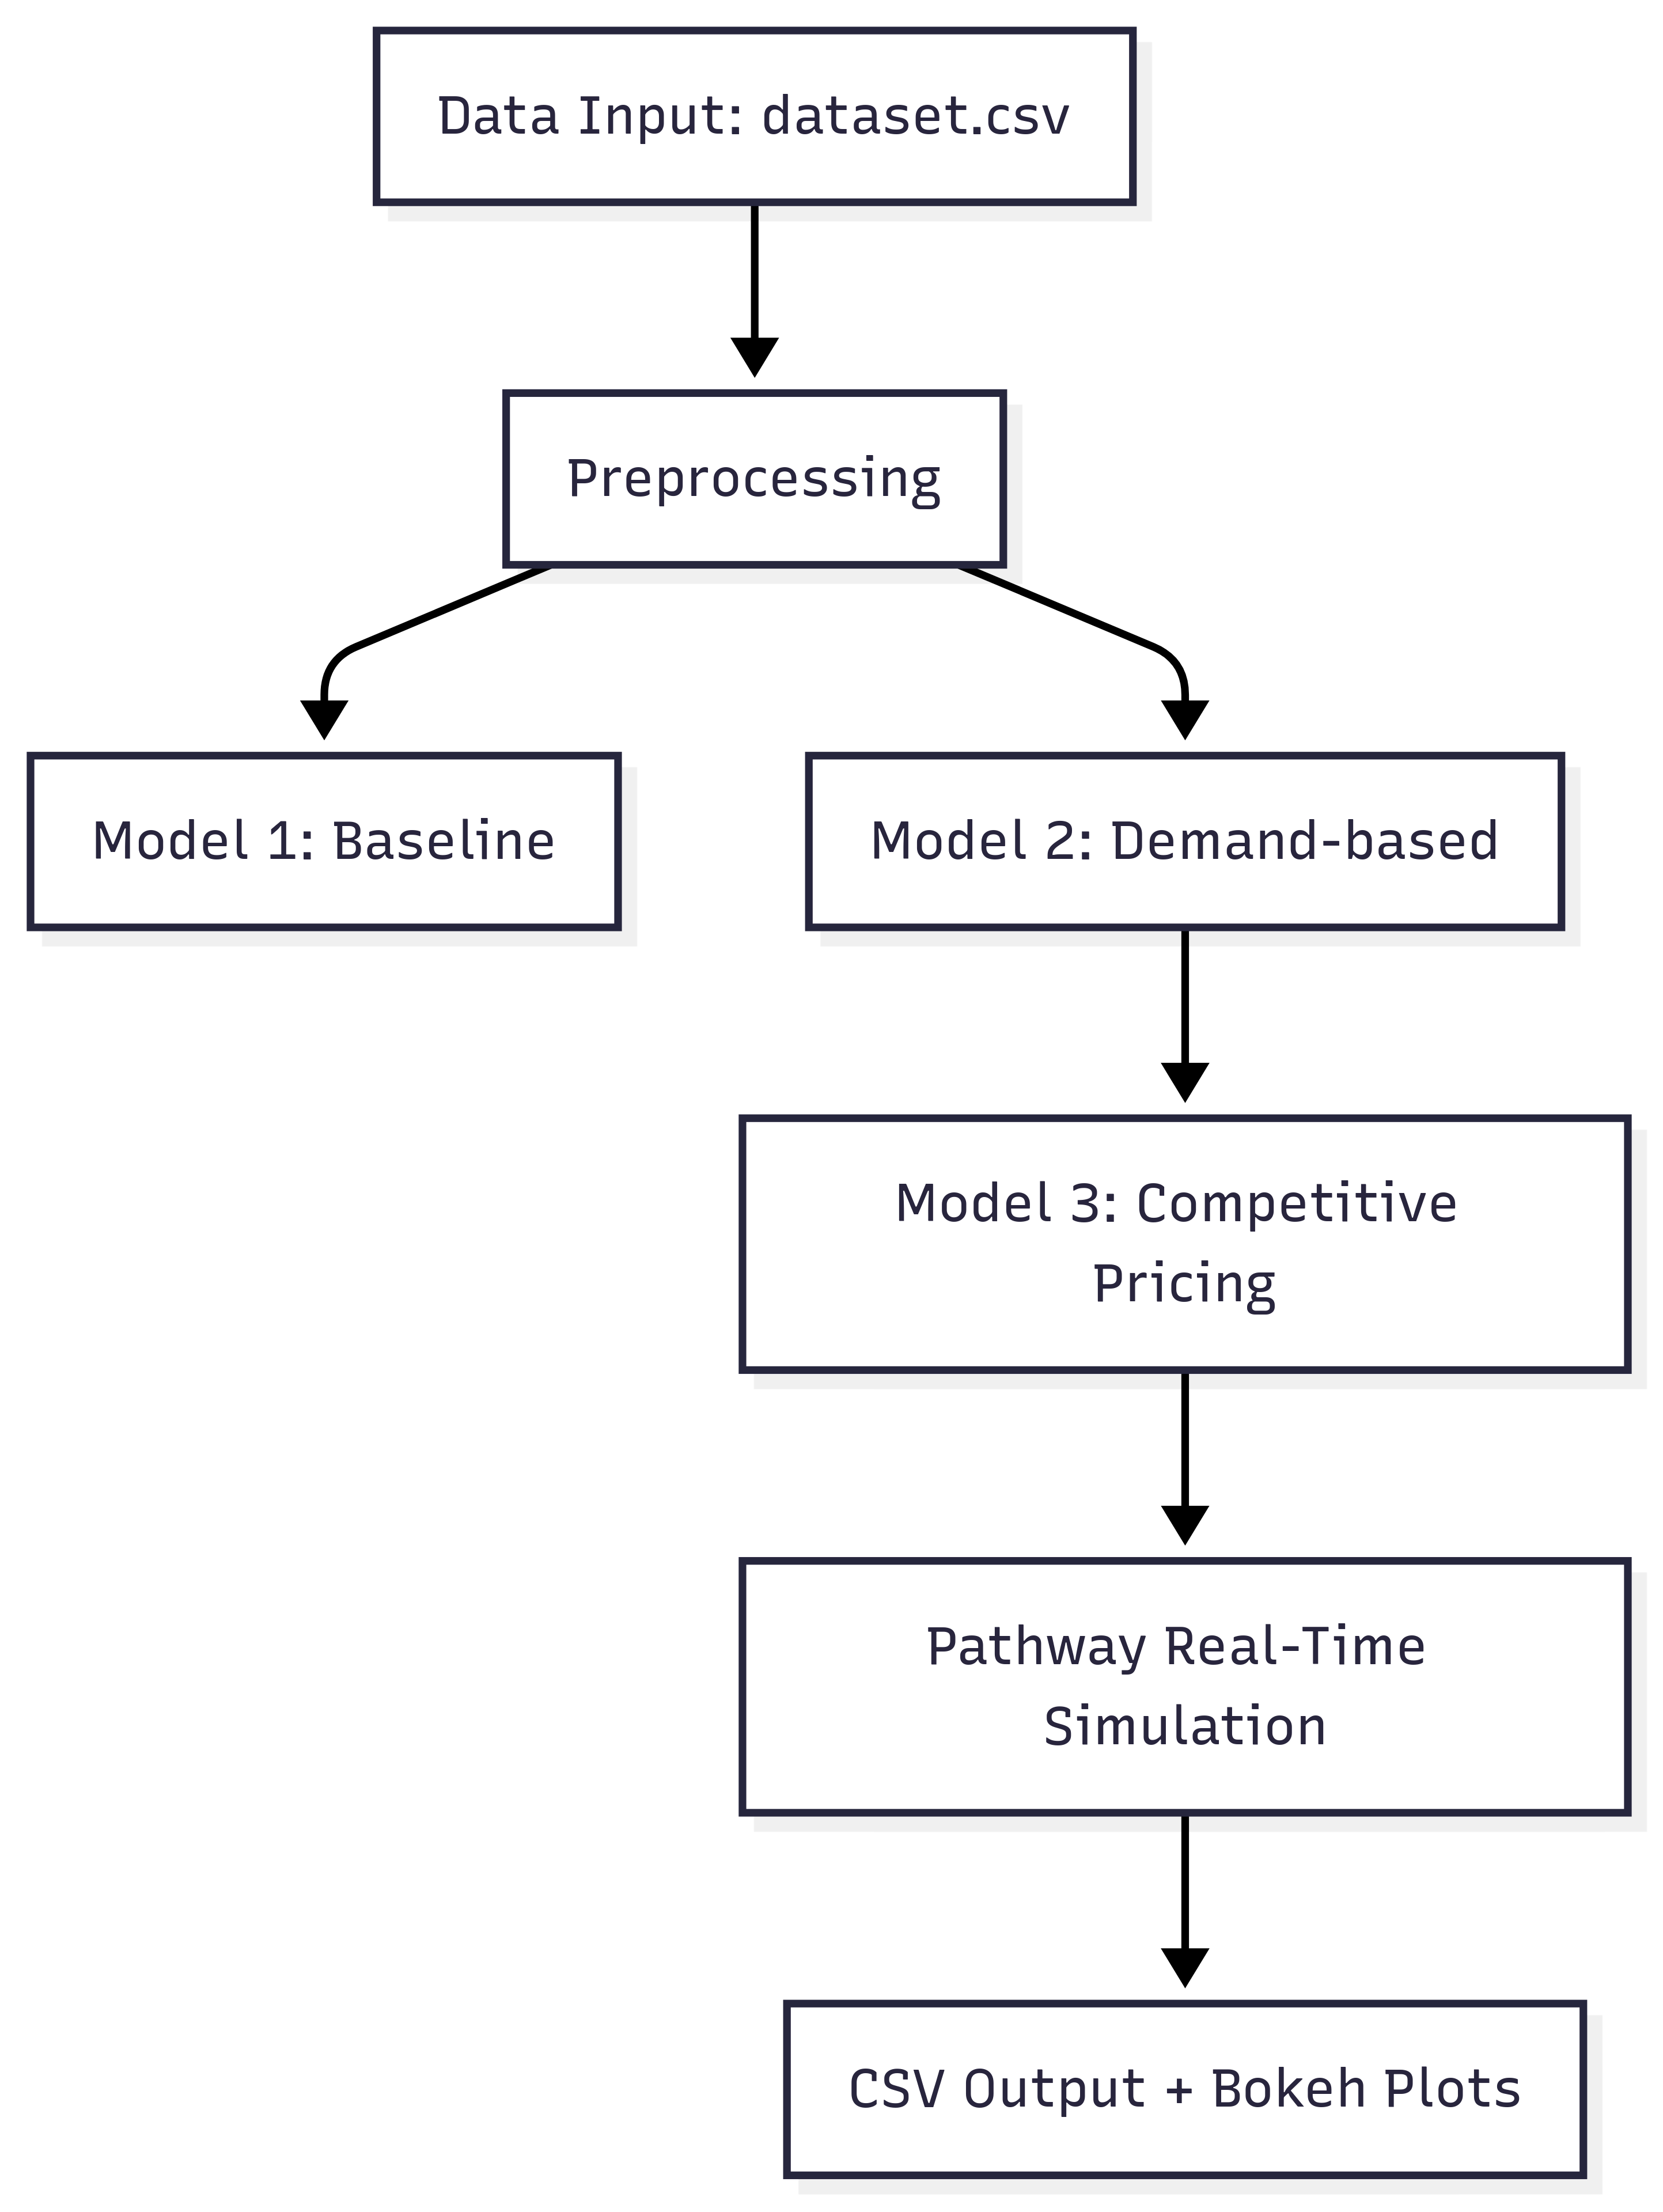 Data Input: dataset.csv
Preprocessing
Model 1: Baseline
Model 2: Demand-based
Model 3: Competitive
Pricing
Pathway Real-Time
Simulation
CSV Output + Bokeh Plots